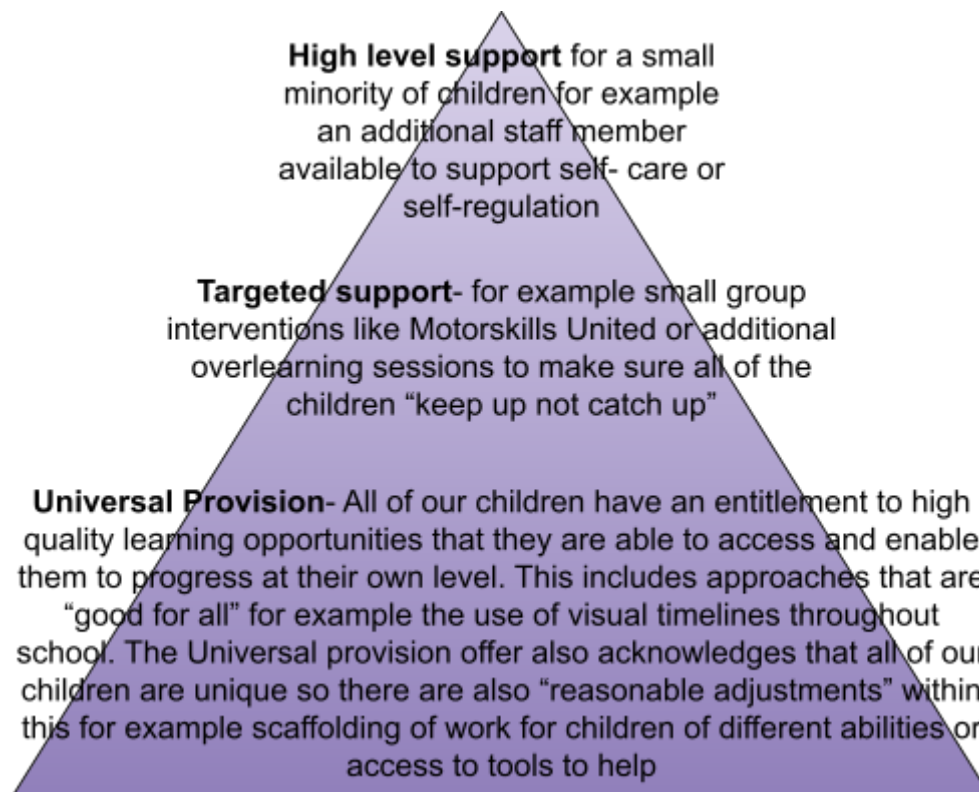 High level support for a small
minority of children for example
an additional staff member
available to support self- care or
self-regulation
Targeted support- for example small group
interventions like Motorskills United or additional
overlearning sessions to make sure all of the
children “keep up not catch up”
Universal Provision- All of our children have an entitlement to high
quality learning opportunities that they are able to access and enable
them to progress at their own level. This includes approaches that are
“good for all” for example the use of visual timelines throughout
school. The Universal provision offer also acknowledges that all of our
children are unique so there are also “reasonable adjustments” within
this for example scaffolding of work for children of different abilities or
access to tools to help